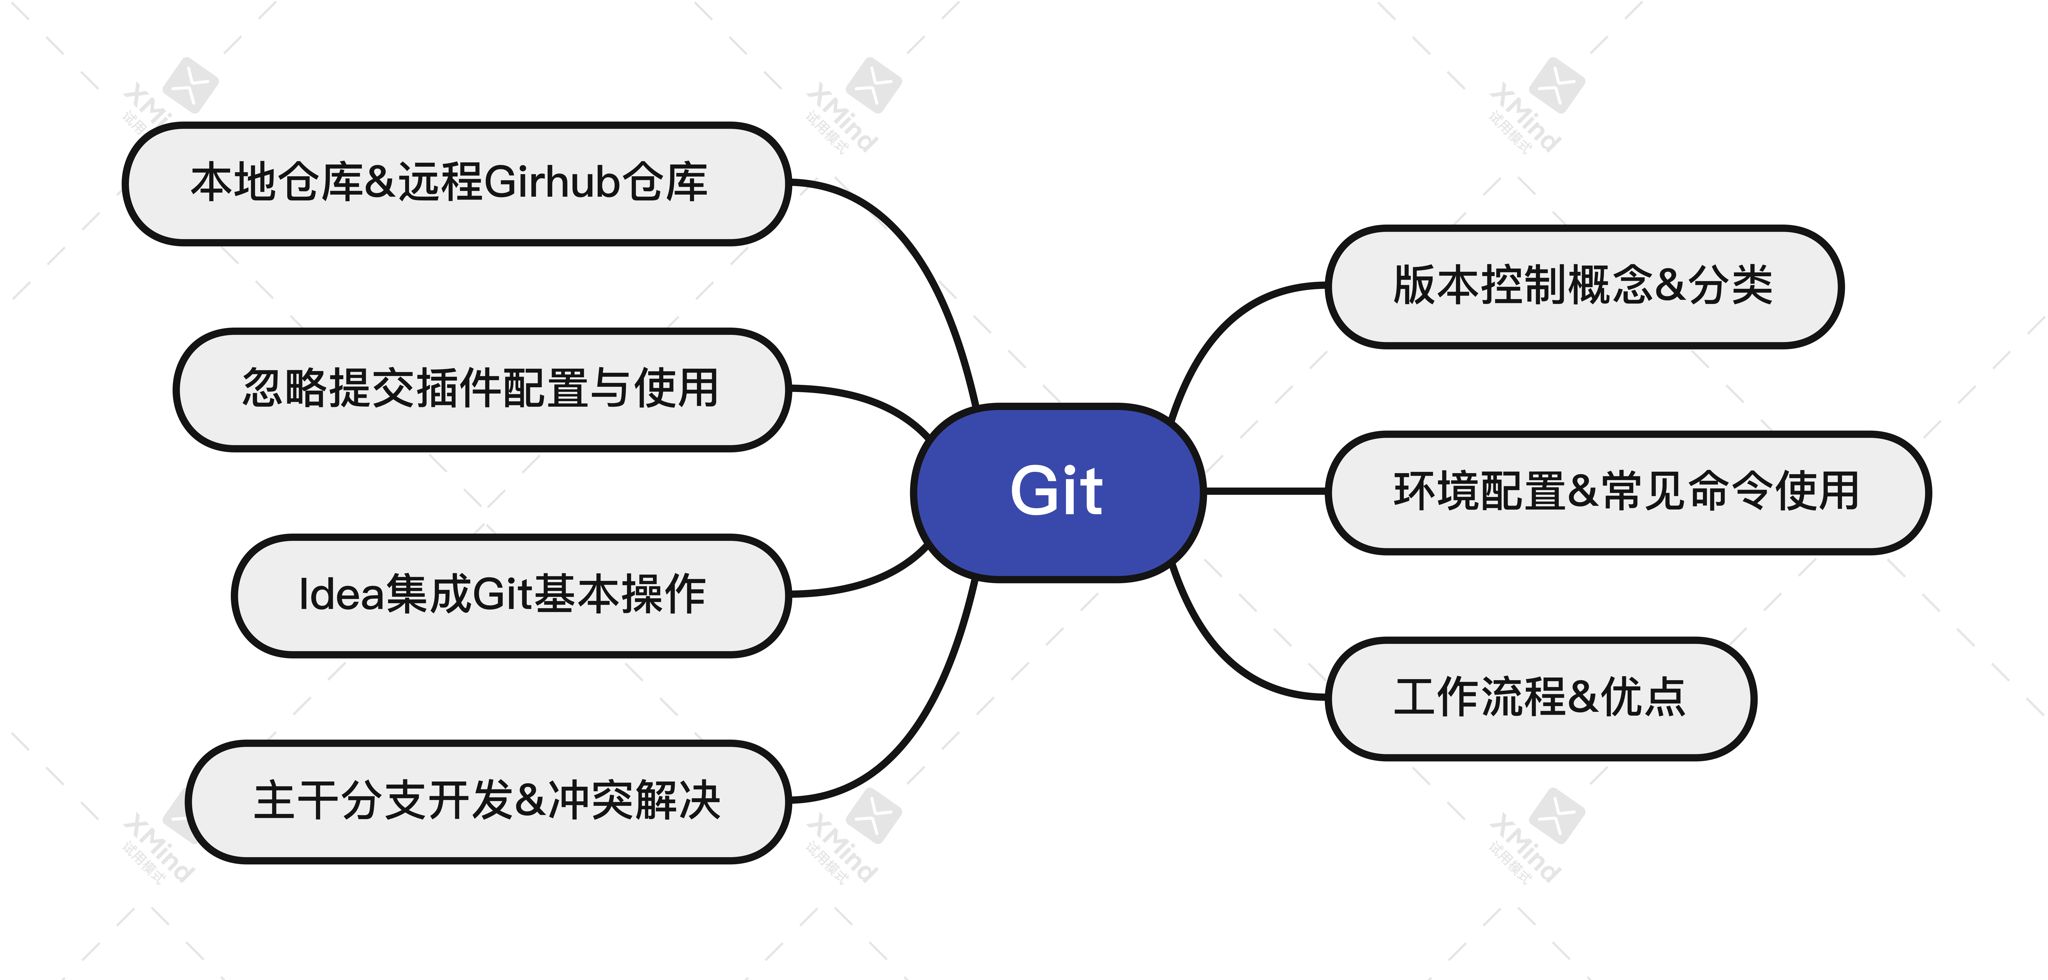 XMind
试用模式
XMind
试用模式
XMind
试用模式
本地仓库&远程Girhub仓库
版本控制概念&分类
忽略提交插件配置与使用
Git
环境配置&常见命令使用
Idea集成Git基本操作
工作流程&优点
主干分支开发&冲突解决
XMind
试用模式
XMind
试用模式
XMind
试用模式